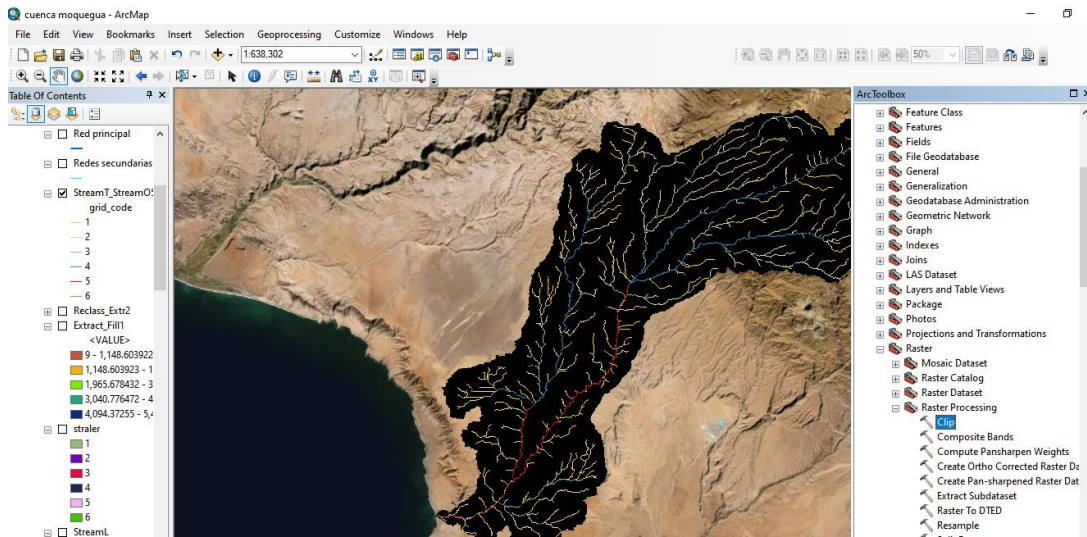 cuenca moquegua - ArcMap
File Edit View Bookmarks Insert Selection Geoprocessing Customize Windows Help
1:638,302
50%
Table Of Contents
Red principal
Redes secundarias
StreamT_StreamO5
grid_code
1
2
3
4
5
6
Reclass_Extr2
Extract_Fill1
<VALUE>
9 - 1,148.603922
1,148.603923 - 1
1,965.678432 - 3
3,040.776472 - 4
4,094.37255 - 5,4
straler
1
2
3
4
5
6
StreamL
ArcToolbox
Feature Class
Features
Fields
File Geodatabase
General
Generalization
Geodatabase Administration
Geometric Network
Graph
Indexes
Joins
LAS Dataset
Layers and Table Views
Package
Photos
Projections and Transformations
Raster
Mosaic Dataset
Raster Catalog
Raster Dataset
Raster Processing
Clip
Composite Bands
Compute Pansharpen Weights
Create Ortho Corrected Raster Da
Create Pan-sharpened Raster Dat
Extract Subdataset
Raster To DTED
Resample